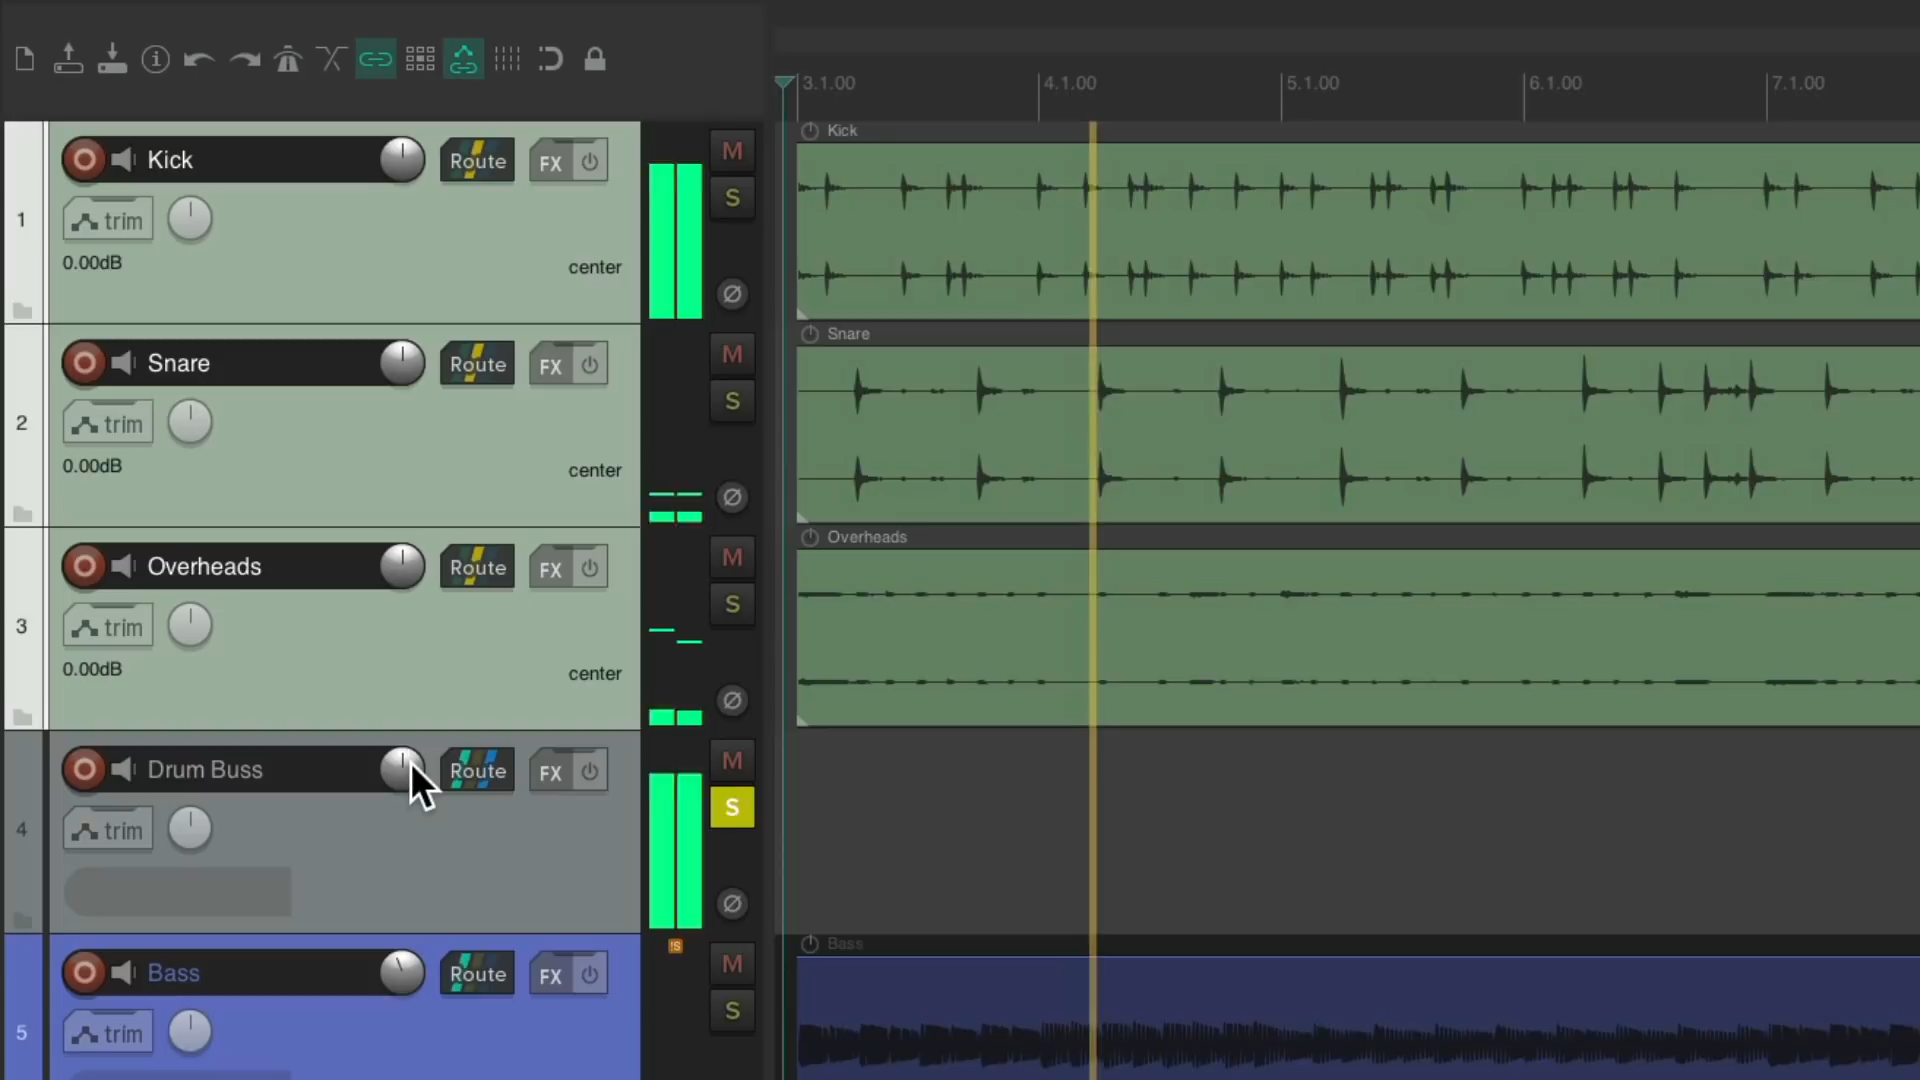 3.1.00 4.1.00 5.1.00 6.1.00 7.1.00
1
Kick Route FX M
S
trim
0.00dB center
Kick
2
Snare Route FX M
S
trim
0.00dB center
Snare
3
Overheads Route FX M
S
trim
0.00dB center
Overheads
4
Drum Buss Route FX M
S
trim
5
Bass Route FX M
S
trim
Bass